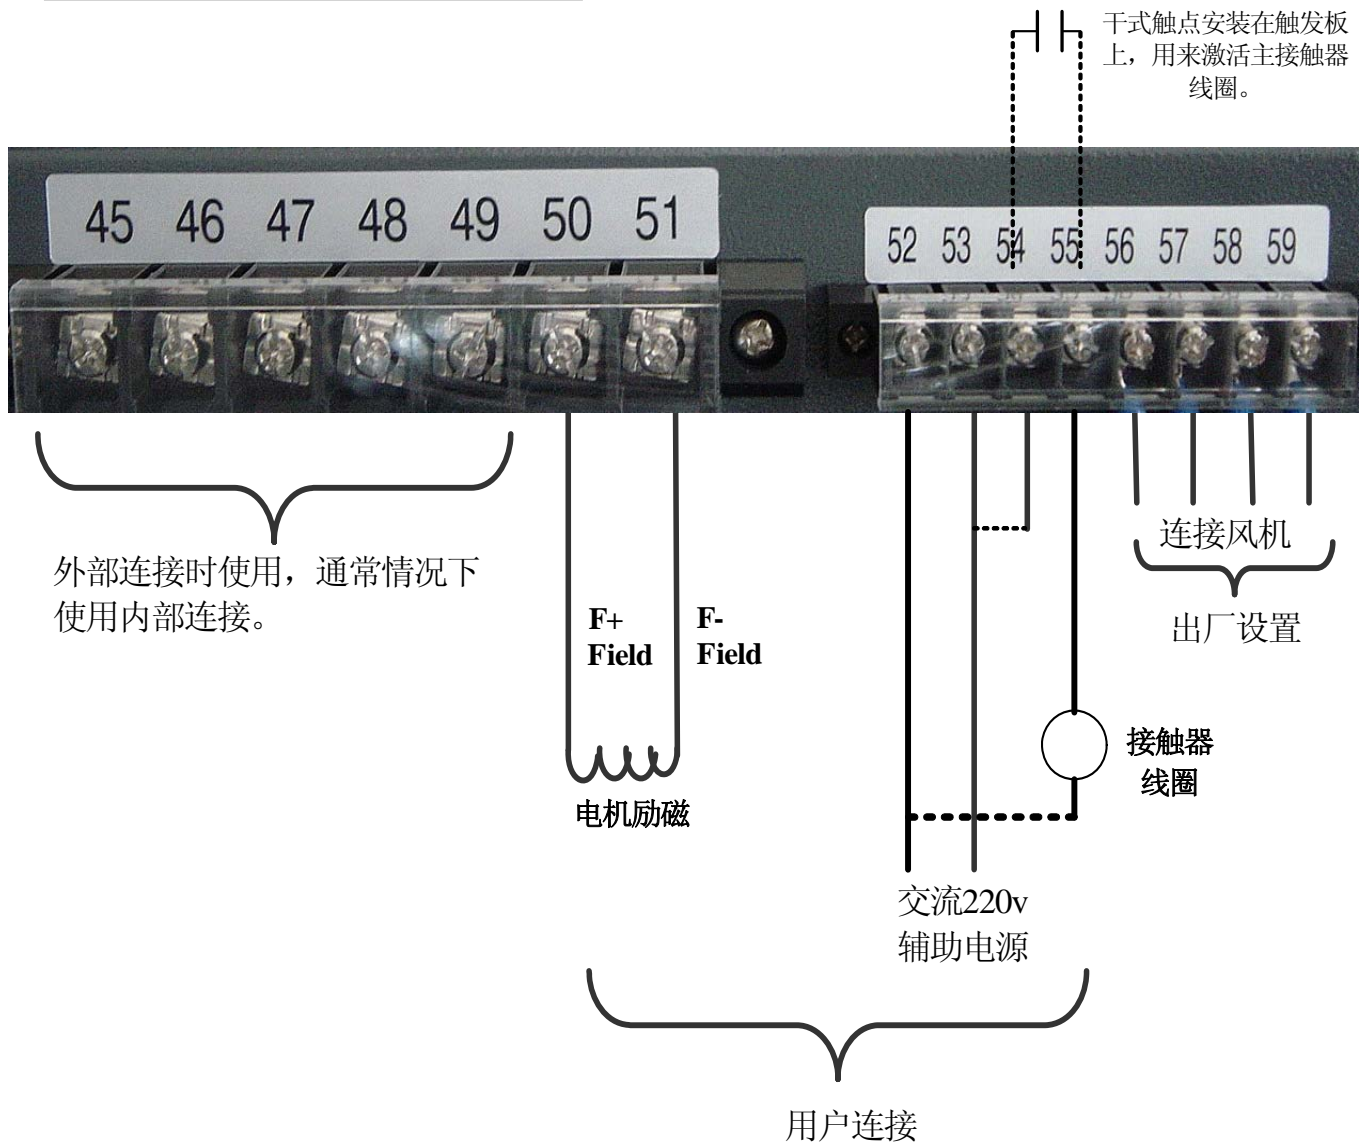 干式触点安装在触发板
上，用来激活主接触器
线圈。
45 46 47 48 49 50 51
52 53 54 55 56 57 58 59
连接风机
外部连接时使用，通常情况下
使用内部连接。
F+
Field
F-
Field
出厂设置
接触器
线圈
电机励磁
交流220v
辅助电源
用户连接